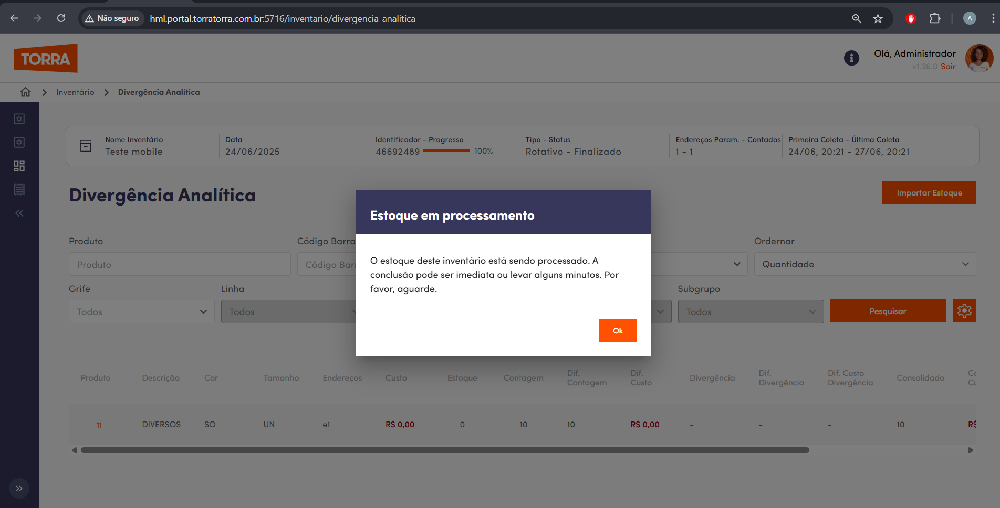 Não seguro
hml.portal.torratorra.com.br:5716/inventario/divergencia-analitica
A
TORRA
Olá, Administrador
v1.26.0 Sair
Inventário
Divergência Analítica
Nome Inventário
Teste mobile
Data
24/06/2025
Identificador - Progresso
46692489
100%
Tipo - Status
Rotativo - Finalizado
Endereços Param. - Contados
1 - 1
Primeira Coleta - Última Coleta
24/06, 20:21 - 27/06, 20:21
Divergência Analítica
Importar Estoque
Estoque em processamento
O estoque deste inventário está sendo processado. A
conclusão pode ser imediata ou levar alguns minutos. Por
favor, aguarde.
Ok
Produto
Código Barra
Ordernar
Produto
Código Barr
Quantidade
Grife
Linha
Subgrupo
Todos
Todos
Todos
Pesquisar
Produto
Descrição
Cor
Tamanho
Endereços
Custo
Estoque
Contagem
Dif.
Contagem
Dif.
Custo
Divergência
Dif.
Divergência
Dif. Custo
Divergência
Consolidado
11
DIVERSOS
SO
UN
e1
R$ 0,00
0
10
10
R$ 0,00
-
-
-
10
R$